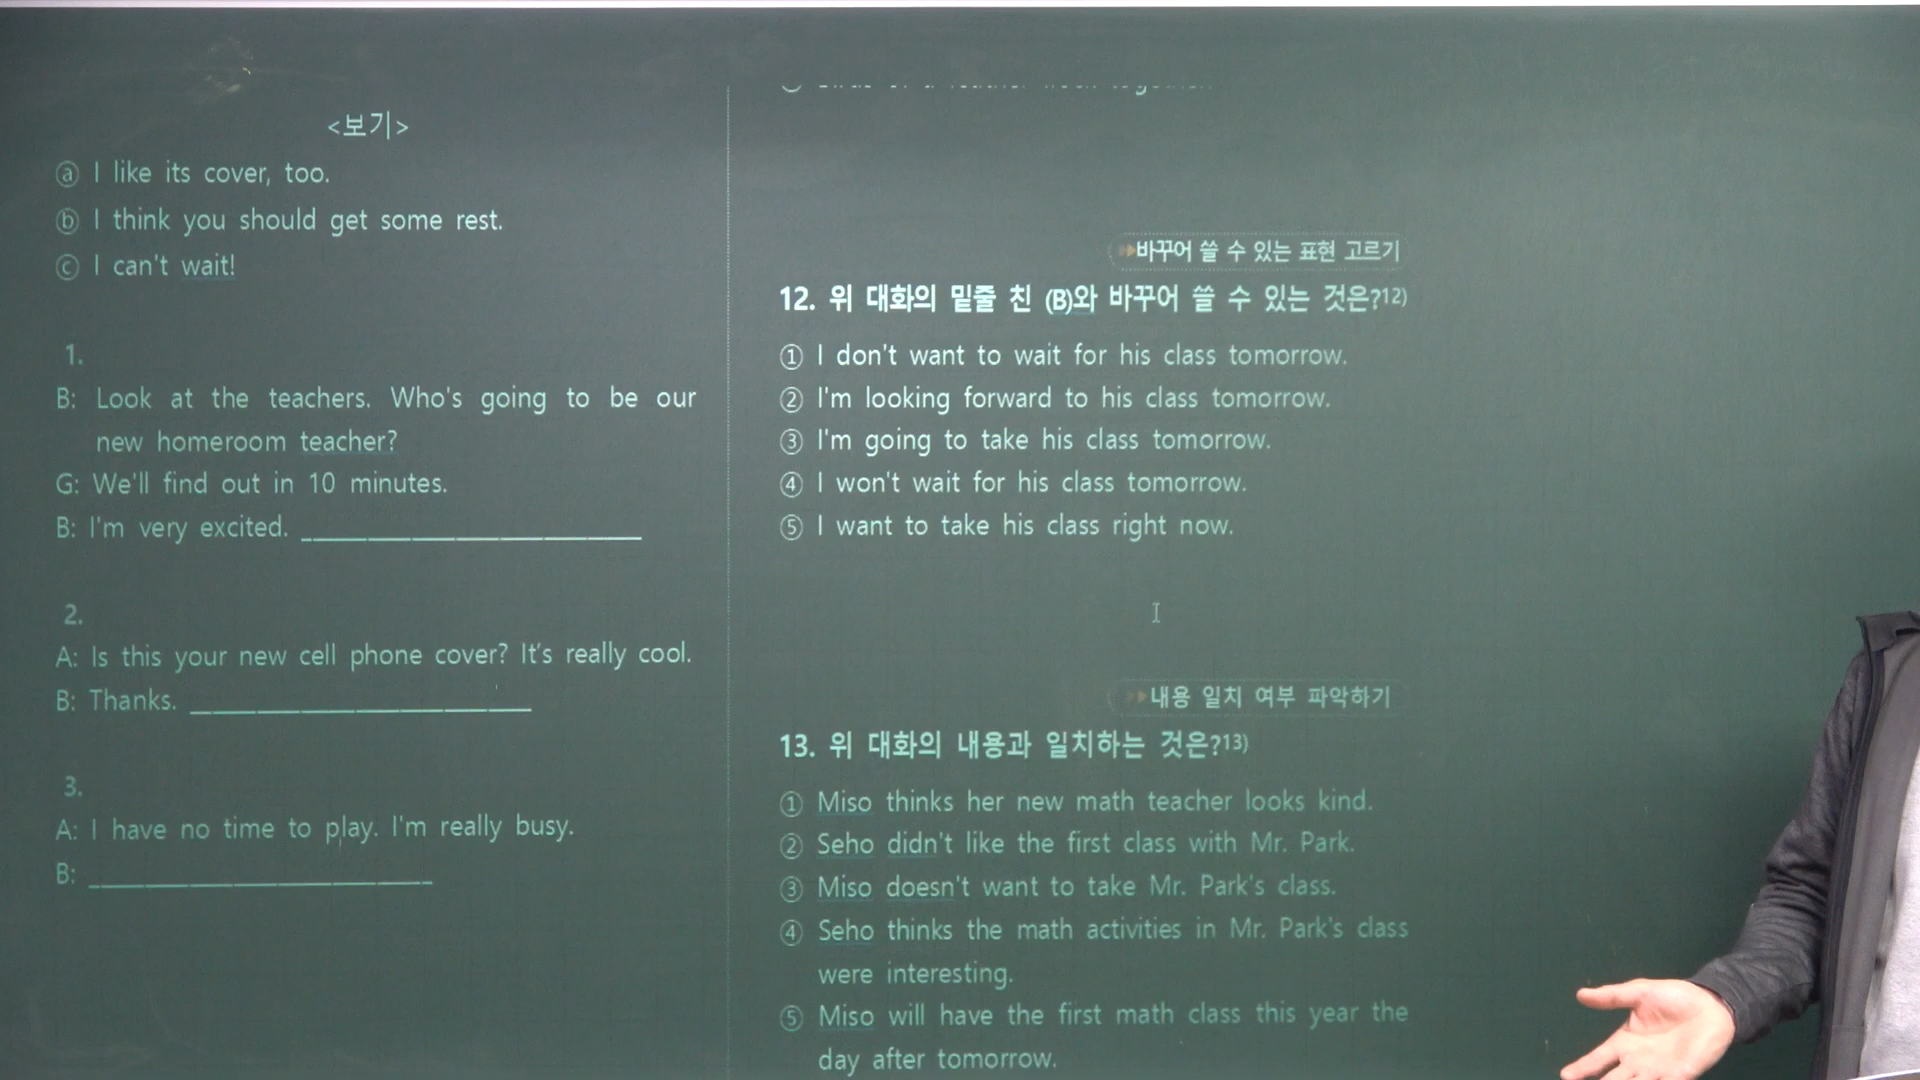 <보기>
ⓐ I like its cover, too.
ⓑ I think you should get some rest.
ⓒ I can't wait!
1.
B: Look at the teachers. Who's going to be our
new homeroom teacher?
G: We'll find out in 10 minutes.
B: I'm very excited. ______________________
2.
A: Is this your new cell phone cover? It's really cool.
B: Thanks. ______________________
3.
A: I have no time to play. I'm really busy.
B: ______________________
바꾸어 쓸 수 있는 표현 고르기
12. 위 대화의 밑줄 친 (B)와 바꾸어 쓸 수 있는 것은?12)
① I don't want to wait for his class tomorrow.
② I'm looking forward to his class tomorrow.
③ I'm going to take his class tomorrow.
④ I won't wait for his class tomorrow.
⑤ I want to take his class right now.
내용 일치 여부 파악하기
13. 위 대화의 내용과 일치하는 것은?13)
① Miso thinks her new math teacher looks kind.
② Seho didn't like the first class with Mr. Park.
③ Miso doesn't want to take Mr. Park's class.
④ Seho thinks the math activities in Mr. Park's class
were interesting.
⑤ Miso will have the first math class this year the
day after tomorrow.